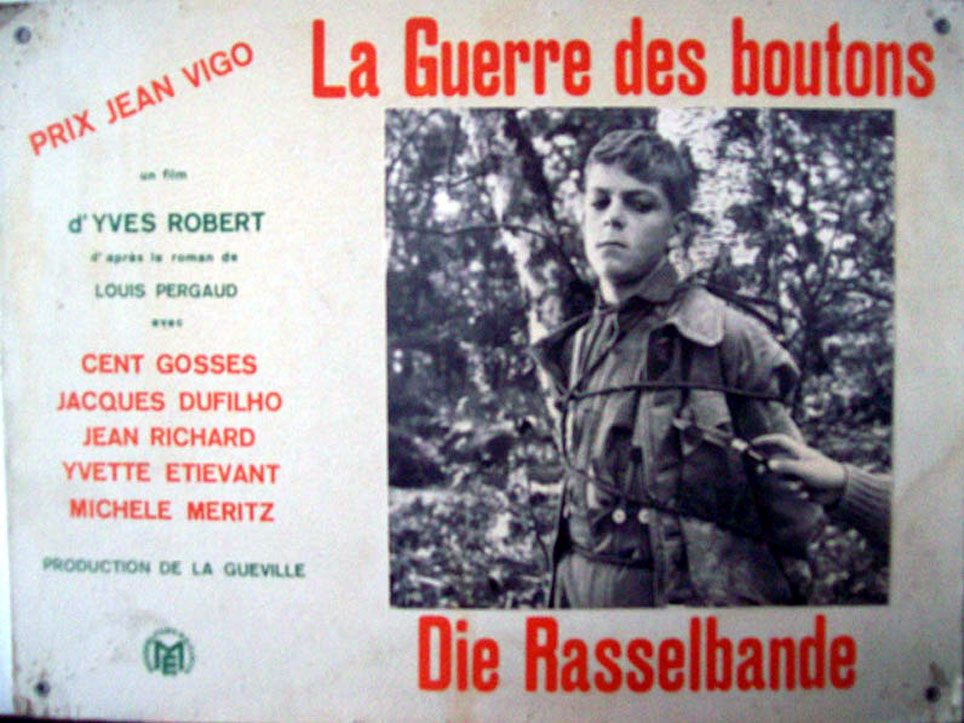 PRIX JEAN VIGO
La Guerre des boutons
un film
d'YVES ROBERT
d'après le roman de
LOUIS PERGAUD
avec
CENT GOSSES
JACQUES DUFILHO
JEAN RICHARD
YVETTE ETIEVANT
MICHELE MERITZ
PRODUCTION DE LA GUEVILLE
Die Rasselbande